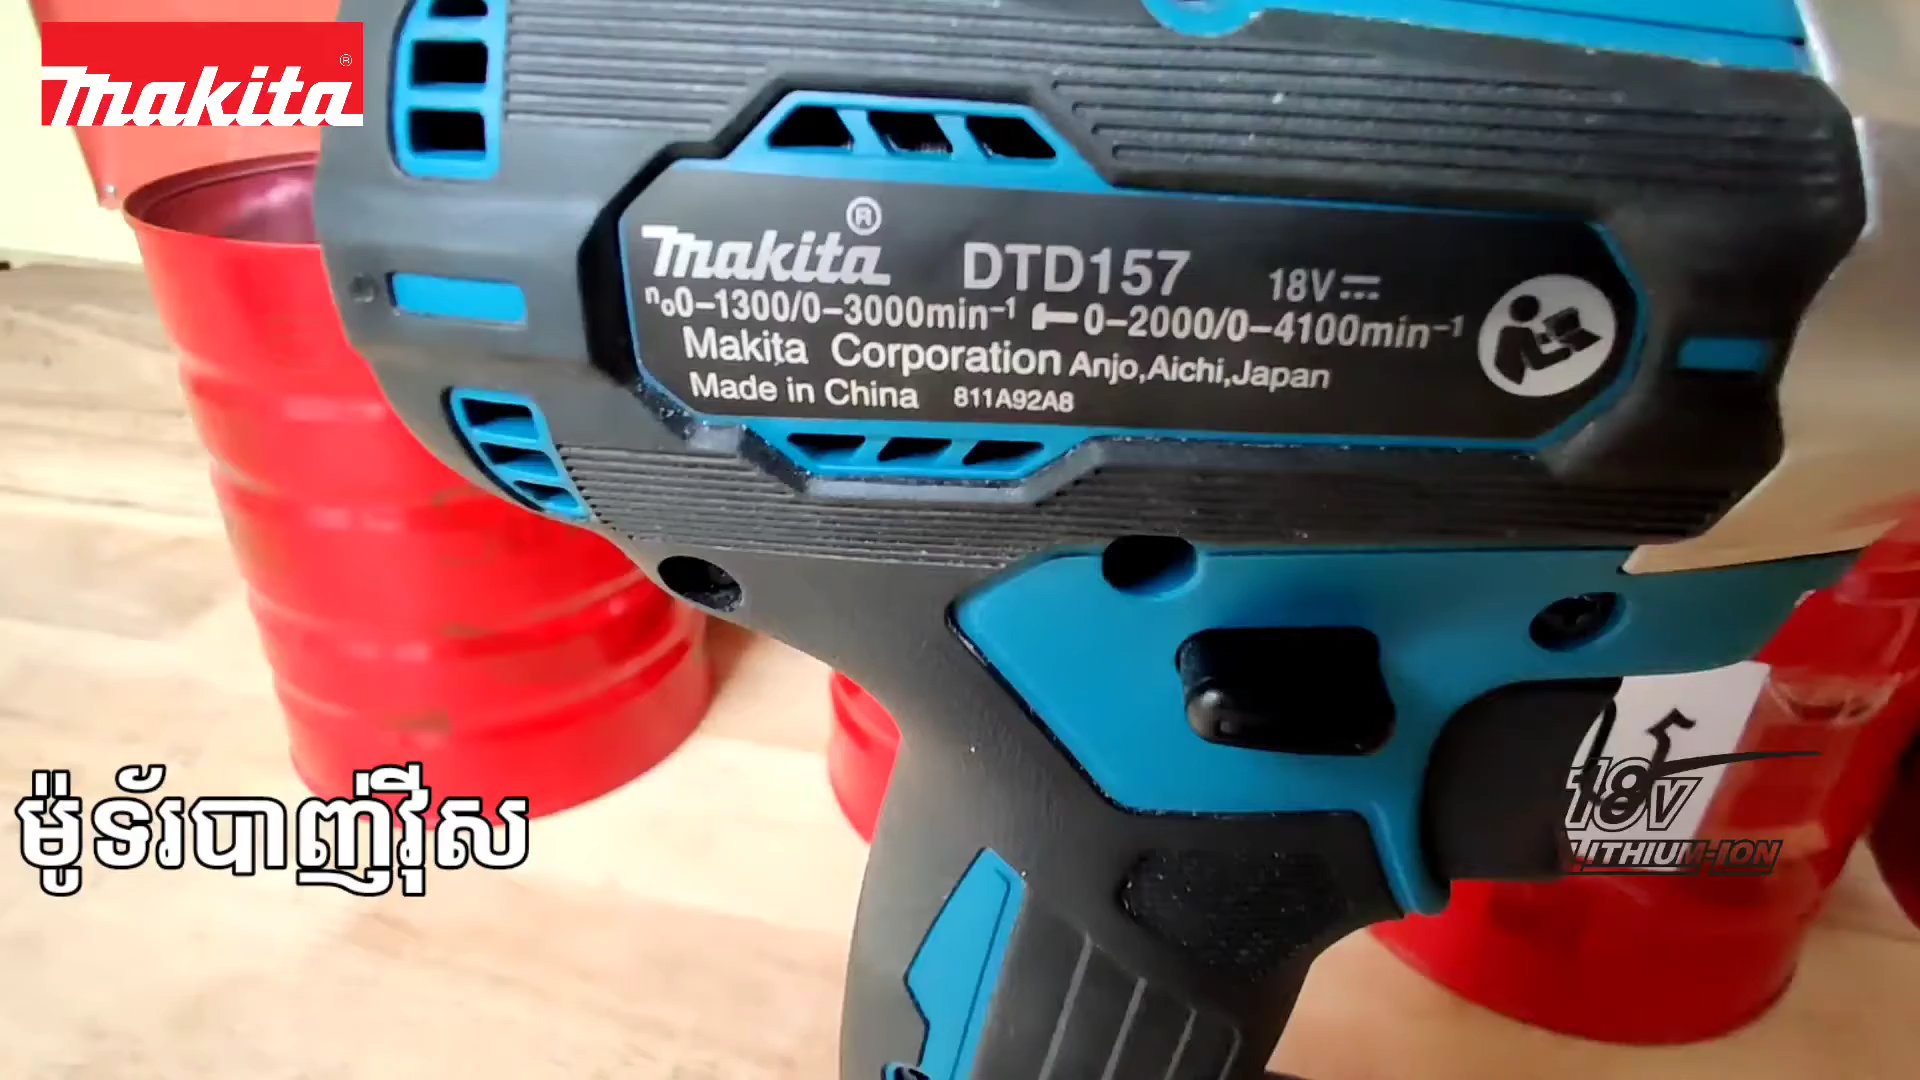 makita®
makita® DTD157 18V
n₀0-1300/0-3000min⁻¹ 0-2000/0-4100min⁻¹
Makita Corporation Anjo,Aichi,Japan
Made in China 811A92A8
ម៉ូទ័របាញ់វីស
18V
LITHIUM-ION